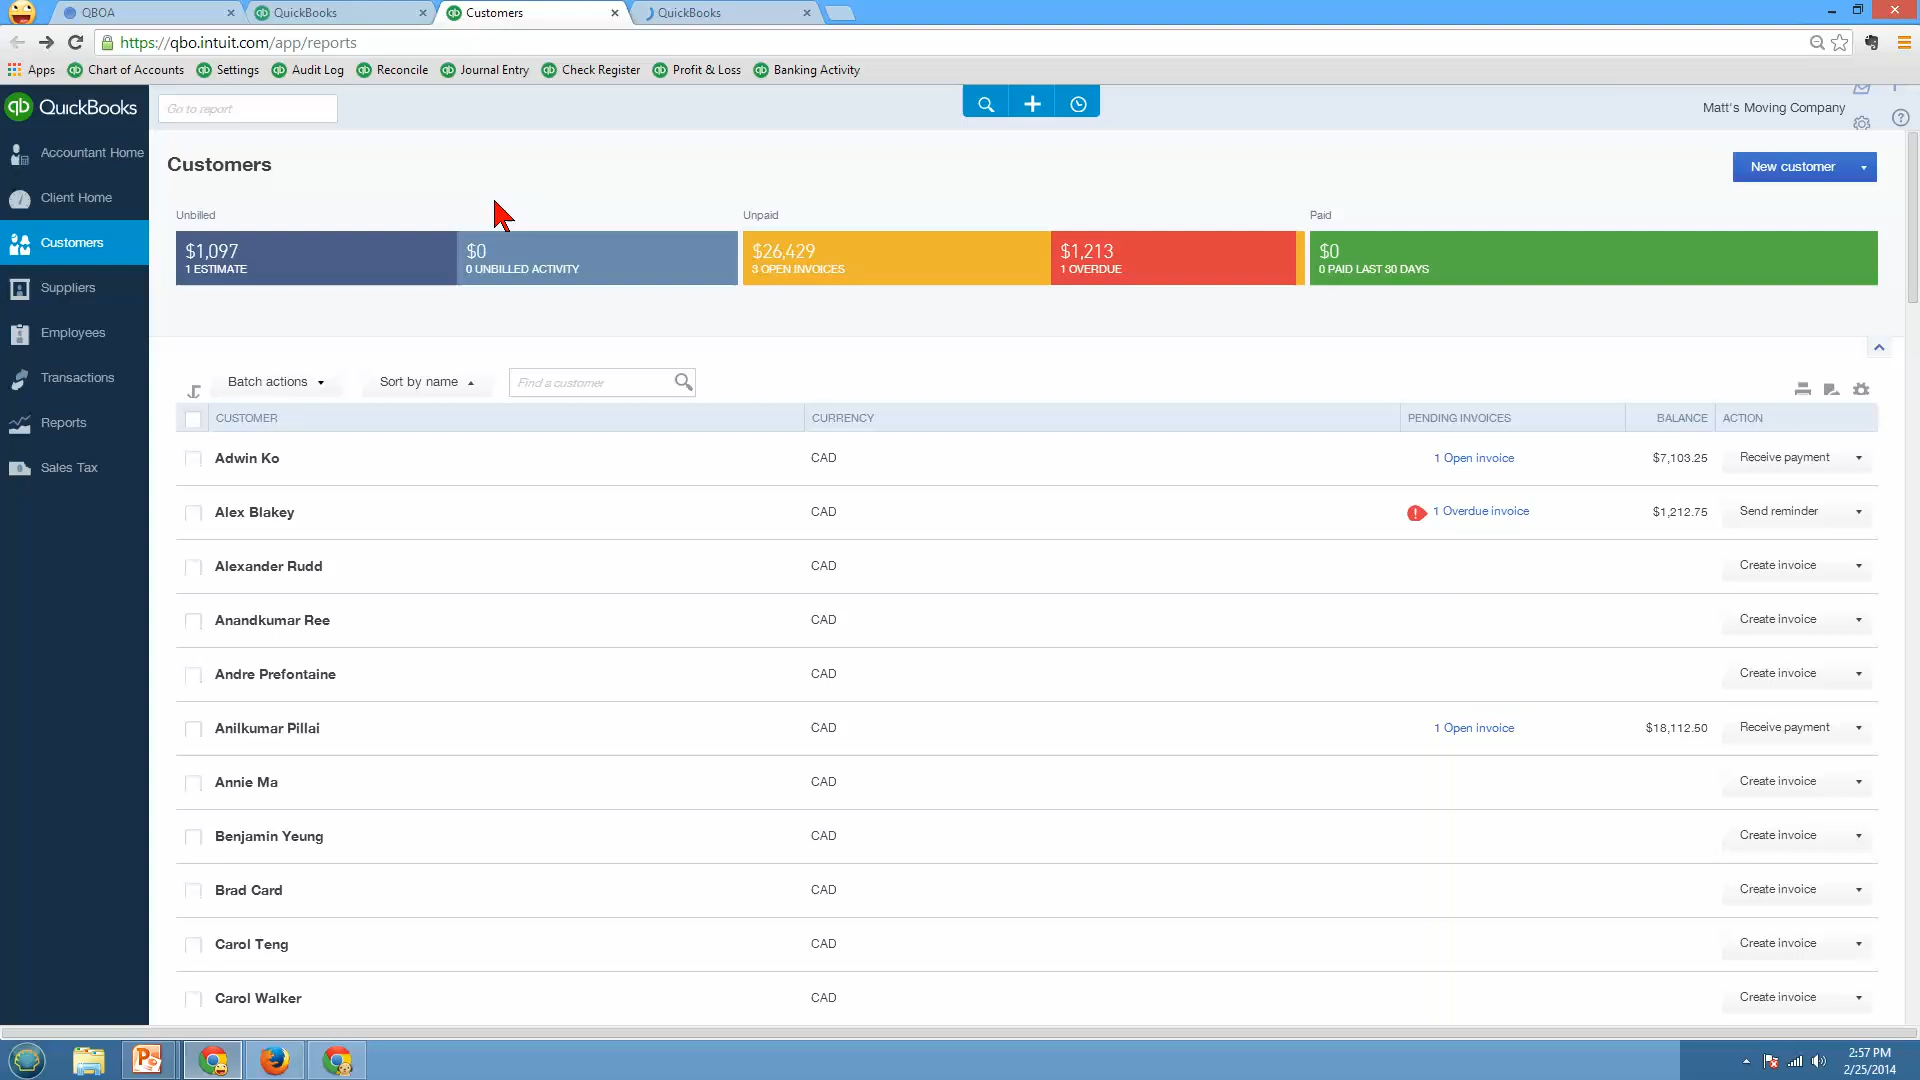 QBOA
QuickBooks
Customers
QuickBooks
https://qbo.intuit.com/app/reports
Apps
Chart of Accounts
Settings
Audit Log
Reconcile
Journal Entry
Check Register
Profit & Loss
Banking Activity
qb QuickBooks
Go to report
Matt's Moving Company
Accountant Home
Client Home
Customers
Suppliers
Employees
Transactions
Reports
Sales Tax
Customers
New customer
Unbilled
Unpaid
Paid
$1,097
1 ESTIMATE
$0
0 UNBILLED ACTIVITY
$26,429
3 OPEN INVOICES
$1,213
1 OVERDUE
$0
0 PAID LAST 30 DAYS
Batch actions
Sort by name
Find a customer
CUSTOMER CURRENCY PENDING INVOICES BALANCE ACTION
Adwin Ko CAD 1 Open invoice $7,103.25 Receive payment
Alex Blakey CAD 1 Overdue invoice $1,212.75 Send reminder
Alexander Rudd CAD Create invoice
Anandkumar Ree CAD Create invoice
Andre Prefontaine CAD Create invoice
Anilkumar Pillai CAD 1 Open invoice $18,112.50 Receive payment
Annie Ma CAD Create invoice
Benjamin Yeung CAD Create invoice
Brad Card CAD Create invoice
Carol Teng CAD Create invoice
Carol Walker CAD Create invoice
2:57 PM
2/25/2014